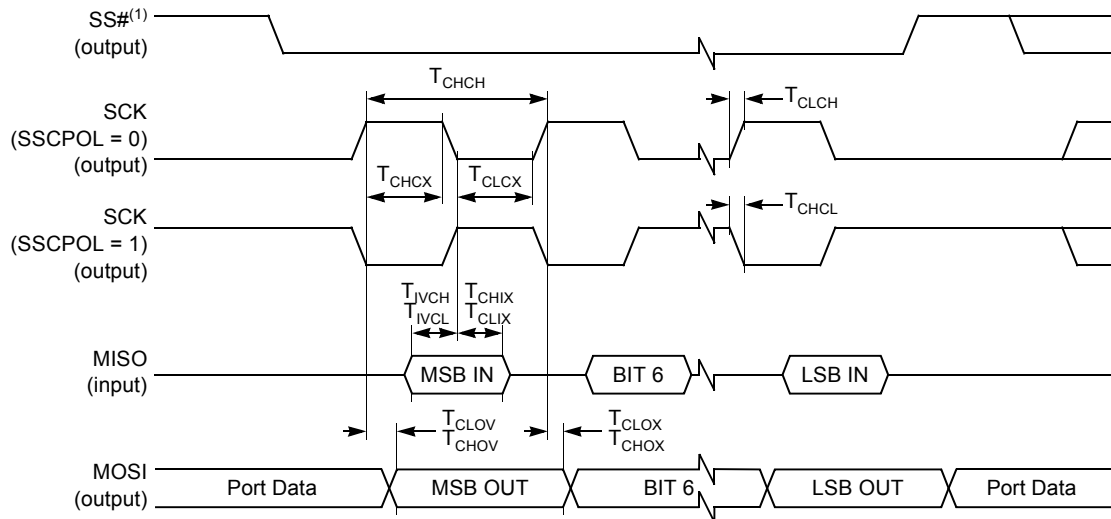 SS#(1)
(output)
TCHCH
TCLCH
SCK
(SSCPOL = 0)
(output)
TCHCX
TCLCX
TCHCL
SCK
(SSCPOL = 1)
(output)
TIVCH
TIVCL
TCHIX
TCLIX
MISO
(input)
MSB IN
BIT 6
LSB IN
TCLOV
TCHOV
TCLOX
TCHOX
MOSI
(output)
Port Data
MSB OUT
BIT 6
LSB OUT
Port Data